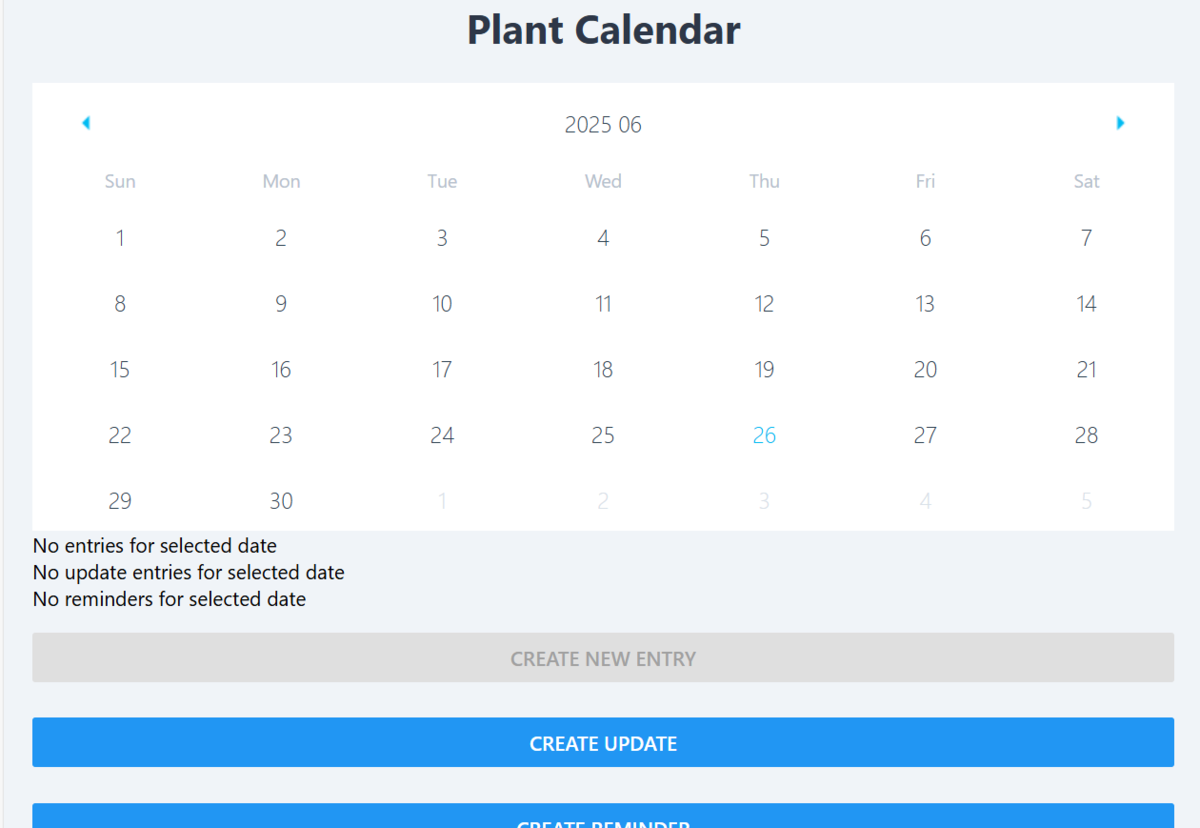 Plant Calendar
2025 06
Sun Mon Tue Wed Thu Fri Sat
1 2 3 4 5 6 7
8 9 10 11 12 13 14
15 16 17 18 19 20 21
22 23 24 25 26 27 28
29 30 1 2 3 4 5
No entries for selected date
No update entries for selected date
No reminders for selected date
CREATE NEW ENTRY
CREATE UPDATE
CREATE REMINDER